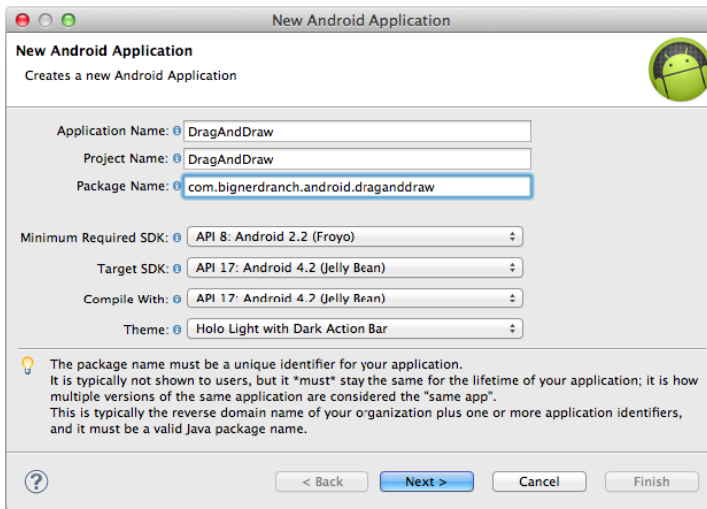 New Android Application
New Android Application
Creates a new Android Application
Application Name: DragAndDraw
Project Name: DragAndDraw
Package Name: com.bignerdranch.android.draganddraw
Minimum Required SDK: API 8: Android 2.2 (Froyo)
Target SDK: API 17: Android 4.2 (Jelly Bean)
Compile With: API 17: Android 4.2 (Jelly Bean)
Theme: Holo Light with Dark Action Bar
The package name must be a unique identifier for your application.
It is typically not shown to users, but it *must* stay the same for the lifetime of your application; it is how
multiple versions of the same application are considered the "same app".
This is typically the reverse domain name of your organization plus one or more application identifiers,
and it must be a valid Java package name.
? < Back Next > Cancel Finish